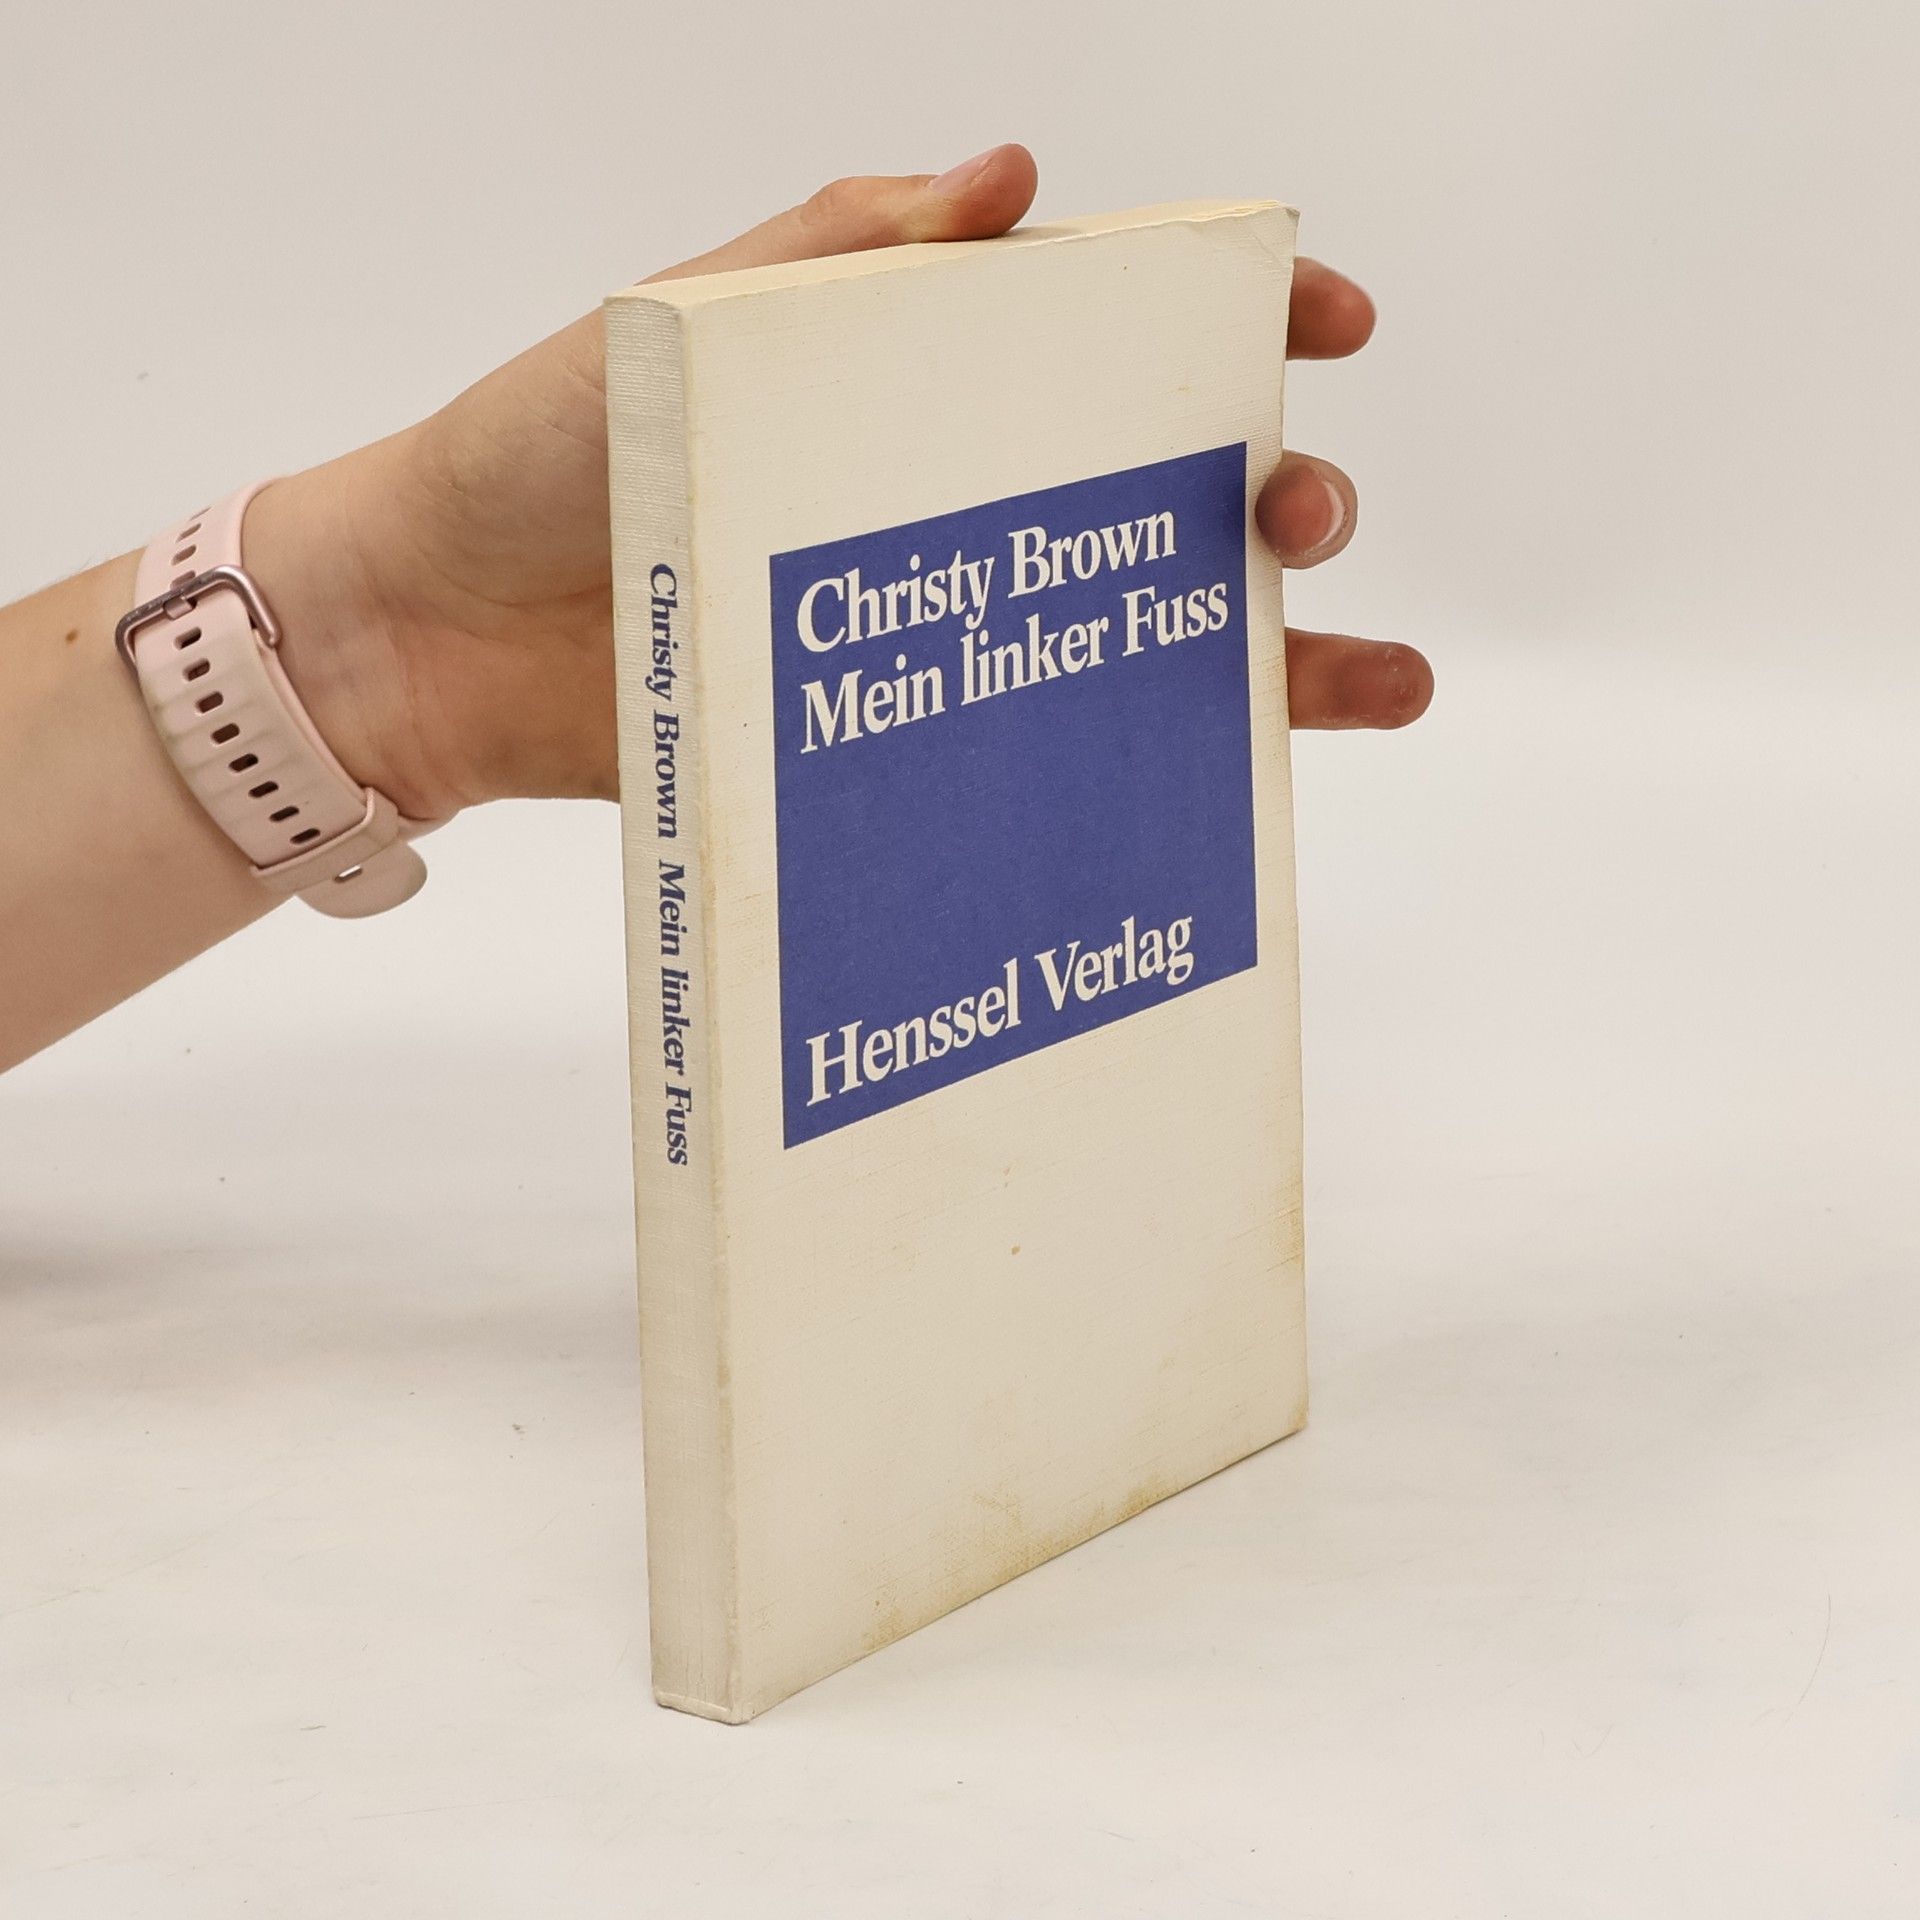 Christy Brown
Mein linker Fuss
Henssel Verlag
Christy Brown Mein linker Fuss